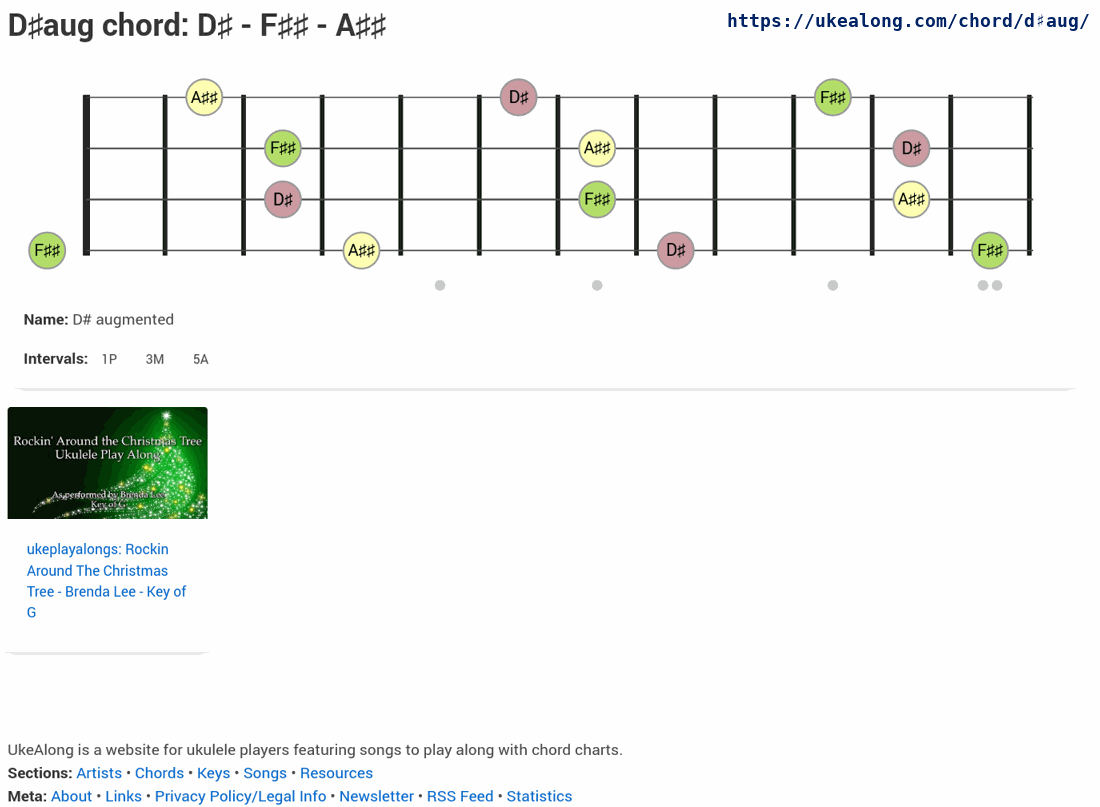 D♯aug chord: D♯ - F♯♯ - A♯♯
https://ukealong.com/chord/d♯aug/
A♯♯ D♯ F♯♯
F♯♯ A♯♯ D♯
D♯ F♯♯ A♯♯
F♯♯ A♯♯ D♯ F♯♯
Name: D# augmented
Intervals: 1P 3M 5A
Rockin' Around the Christmas Tree
Ukulele Play Along
As performed by Brenda Lee
Key of G
ukeplayalongs: Rockin
Around The Christmas
Tree - Brenda Lee - Key of
G
UkeAlong is a website for ukulele players featuring songs to play along with chord charts.
Sections: Artists • Chords • Keys • Songs • Resources
Meta: About • Links • Privacy Policy/Legal Info • Newsletter • RSS Feed • Statistics